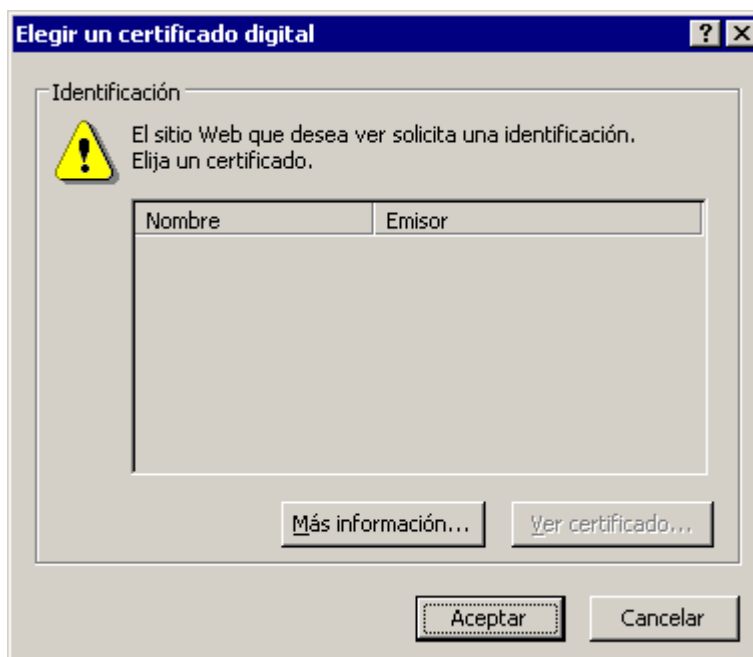 Elegir un certificado digital
Identificación
El sitio Web que desea ver solicita una identificación.
Elija un certificado.
Nombre Emisor
Más información... Ver certificado...
Aceptar Cancelar